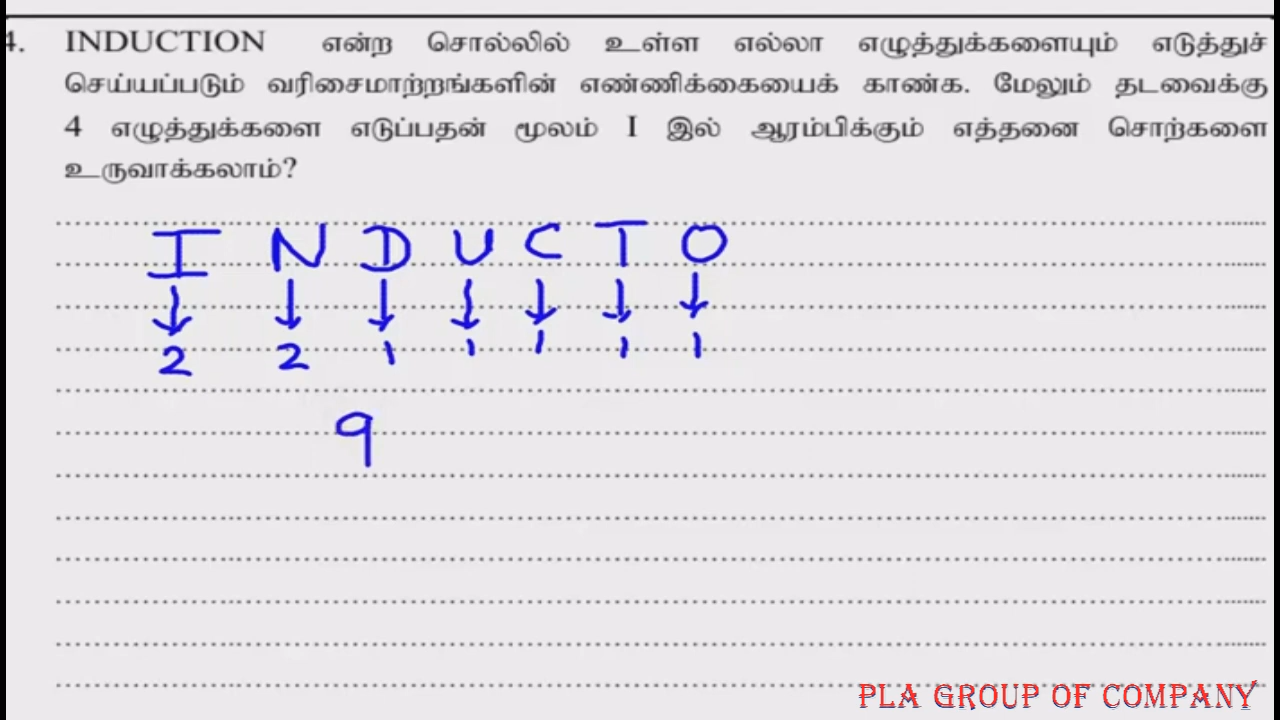 4. INDUCTION என்ற சொல்லில் உள்ள எல்லா எழுத்துக்களையும் எடுத்துச்
செய்யப்படும் வரிசைமாற்றங்களின் எண்ணிக்கையைக் காண்க. மேலும் தடவைக்கு
4 எழுத்துக்களை எடுப்பதன் மூலம் I இல் ஆரம்பிக்கும் எத்தனை சொற்களை
உருவாக்கலாம்?
I N D U C T O
2 2 1 1 1 1 1
9
PLA GROUP OF COMPANY